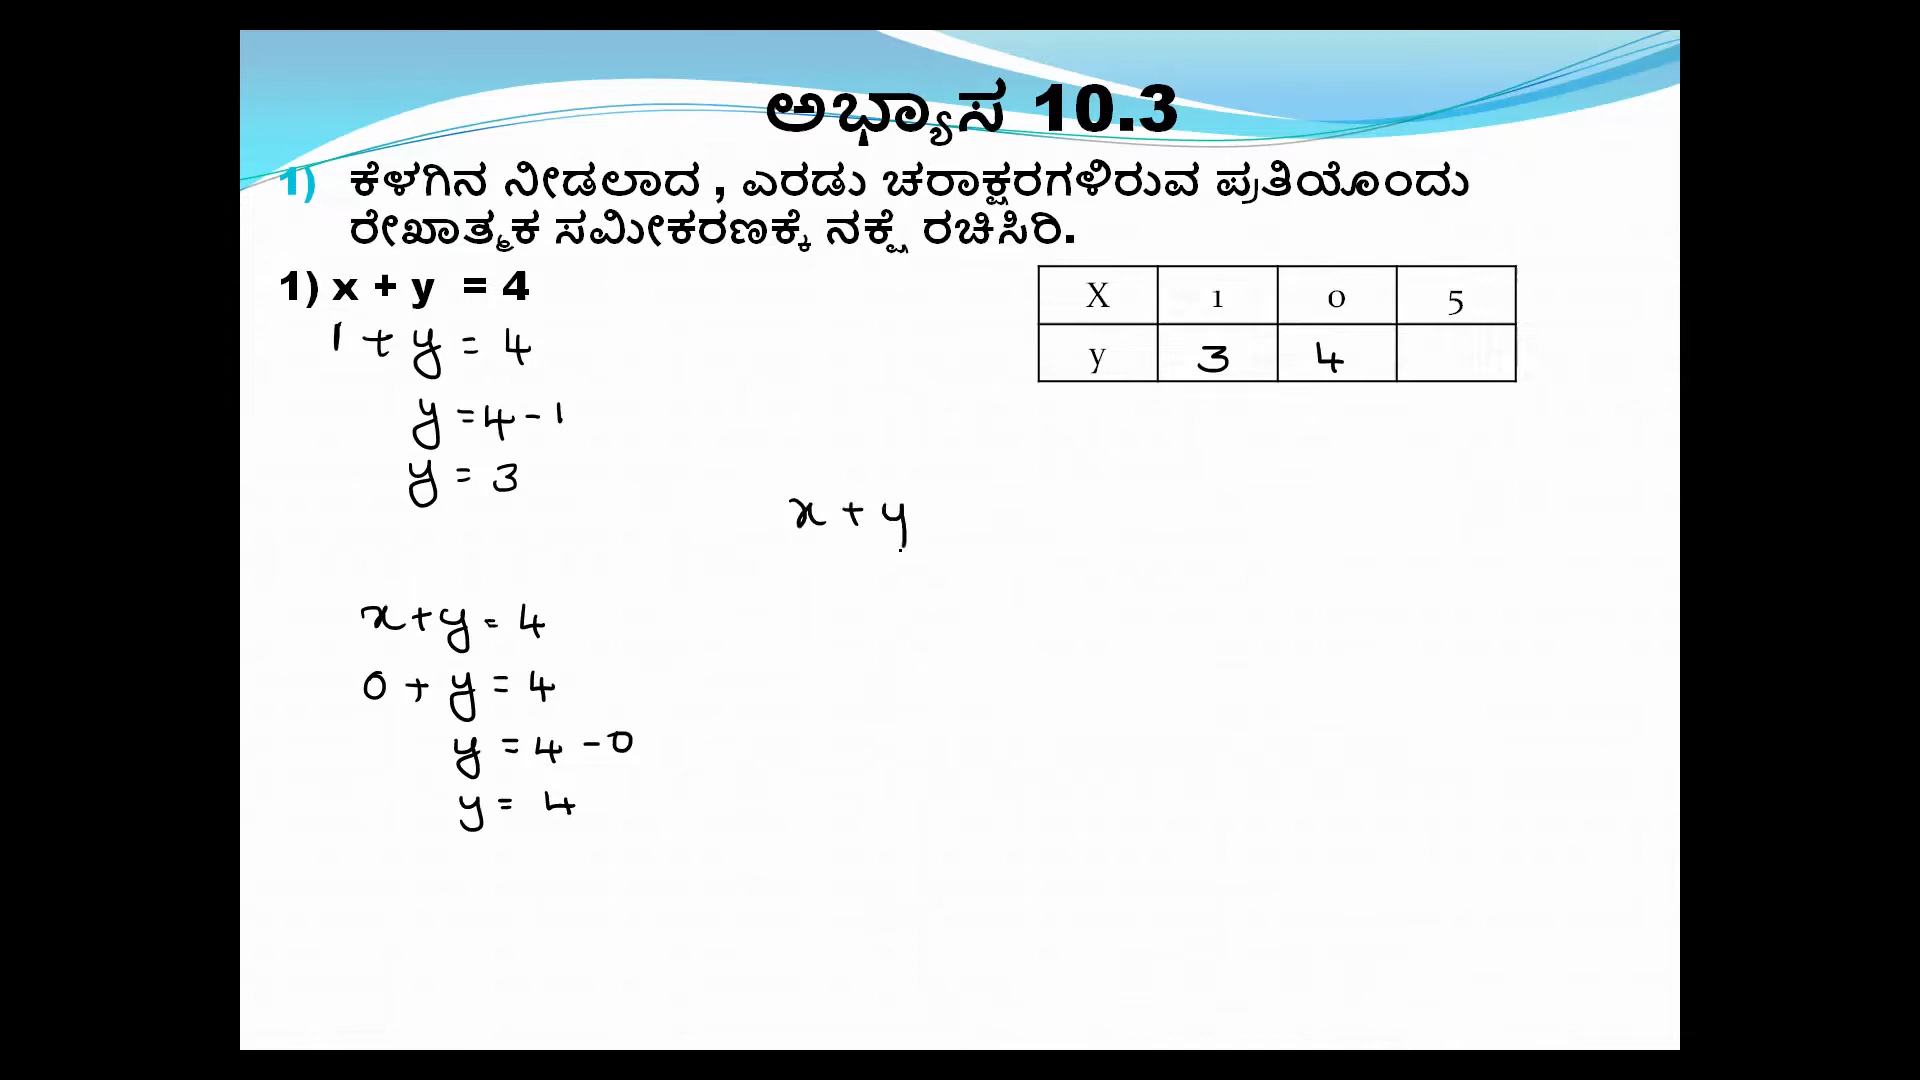 ಅಭ್ಯಾಸ 10.3
1) ಕೆಳಗಿನ ನೀಡಲಾದ , ಎರಡು ಚರಾಕ್ಷರಗಳಿರುವ ಪ್ರತಿಯೊಂದು
ರೇಖಾತ್ಮಕ ಸಮೀಕರಣಕ್ಕೆ ನಕ್ಷೆ ರಚಿಸಿರಿ.
1) x + y = 4
X 1 0 5
y 3 4
1 + y = 4
y = 4 - 1
y = 3
x + y
x + y = 4
0 + y = 4
y = 4 - 0
y = 4